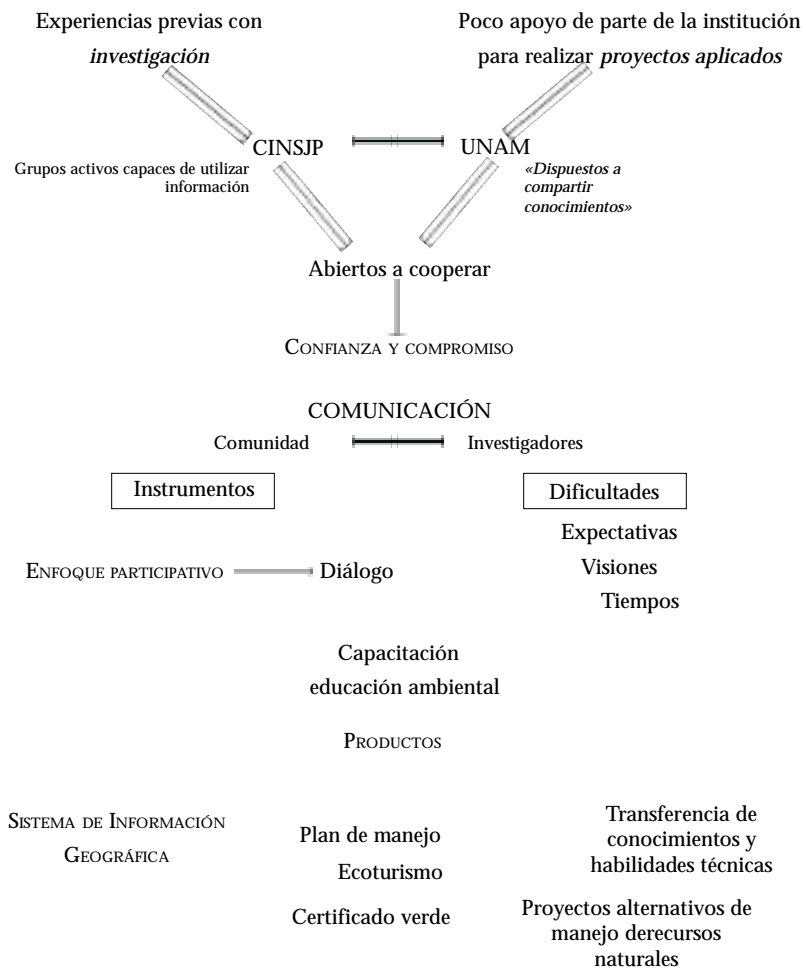 Experiencias previas con
investigación
Poco apoyo de parte de la institución
para realizar proyectos aplicados
CINSJP
UNAM
Grupos activos capaces de utilizar
información
«Dispuestos a
compartir
conocimientos»
Abiertos a cooperar
CONFIANZA Y COMPROMISO
COMUNICACIÓN
Comunidad
Investigadores
Instrumentos
Dificultades
Expectativas
Visiones
Tiempos
ENFOQUE PARTICIPATIVO
Diálogo
Capacitación
educación ambiental
PRODUCTOS
SISTEMA DE INFORMACIÓN
GEOGRÁFICA
Plan de manejo
Ecoturismo
Certificado verde
Transferencia de
conocimientos y
habilidades técnicas
Proyectos alternativos de
manejo derecursos
naturales